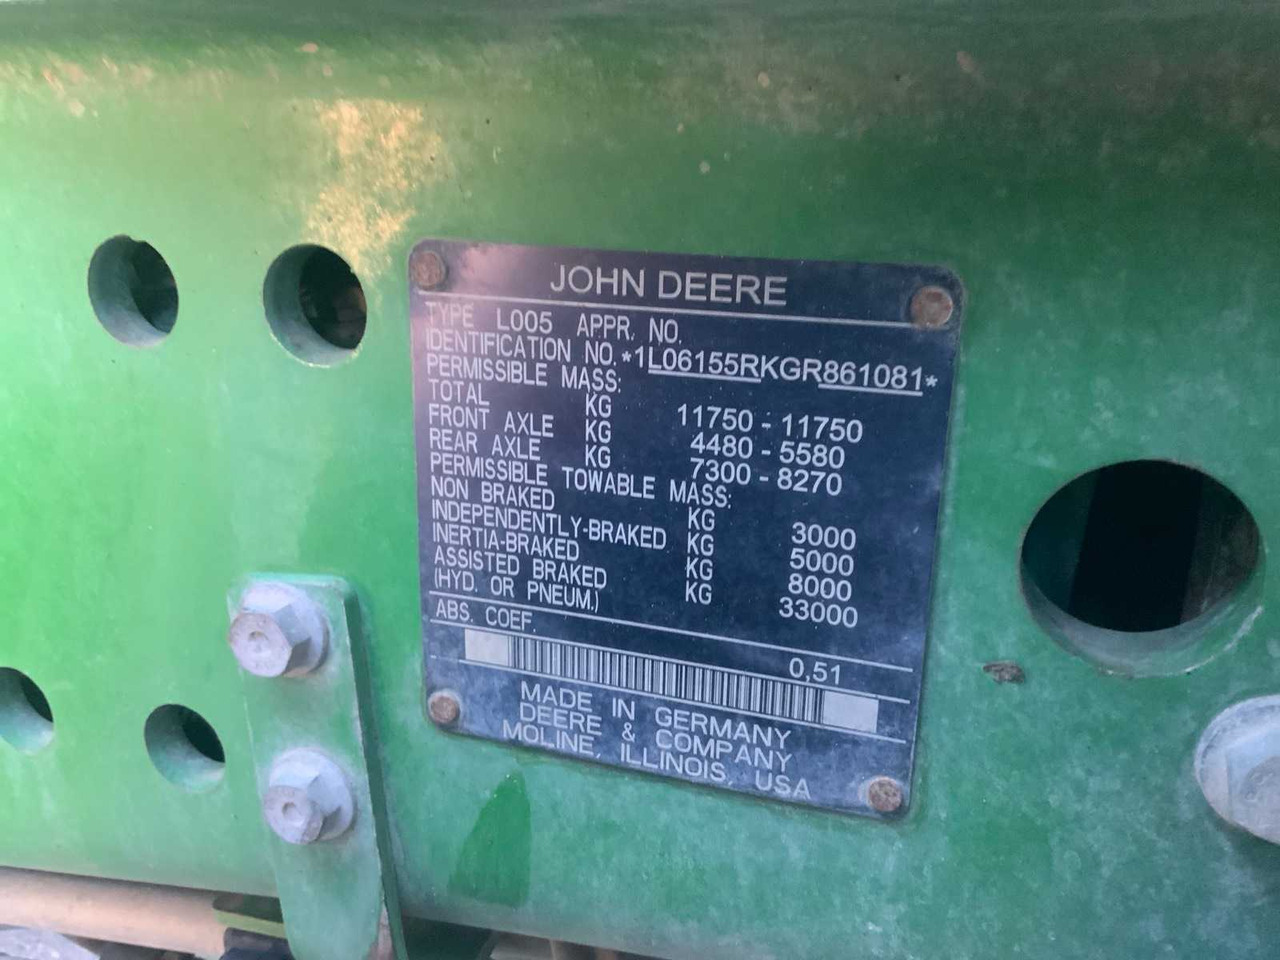 JOHN DEERE
TYPE L005 APPR. NO.
IDENTIFICATION NO. *1L06155RKGR861081*
PERMISSIBLE MASS:
TOTAL KG 11750 - 11750
FRONT AXLE KG 4480 - 5580
REAR AXLE KG 7300 - 8270
PERMISSIBLE TOWABLE MASS:
NON BRAKED KG 3000
INDEPENDENTLY-BRAKED KG 5000
INERTIA-BRAKED KG 8000
ASSISTED BRAKED KG 33000
(HYD. OR PNEUM.)
ABS. COEF. 0,51
MADE IN GERMANY
DEERE & COMPANY
MOLINE, ILLINOIS, USA